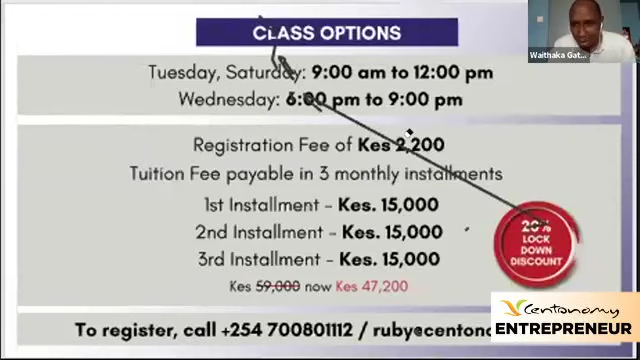 CLASS OPTIONS
Waithaka Gat...
Tuesday, Saturday: 9:00 am to 12:00 pm
Wednesday: 6:00 pm to 9:00 pm
Registration Fee of Kes 2,200
Tuition Fee payable in 3 monthly installments
1st Installment - Kes. 15,000
2nd Installment - Kes. 15,000
3rd Installment - Kes. 15,000
Kes 59,000 now Kes 47,200
20%
LOCK
DOWN
DISCOUNT
Centonomy
ENTREPRENEUR
To register, call +254 700801112 / ruby@centono